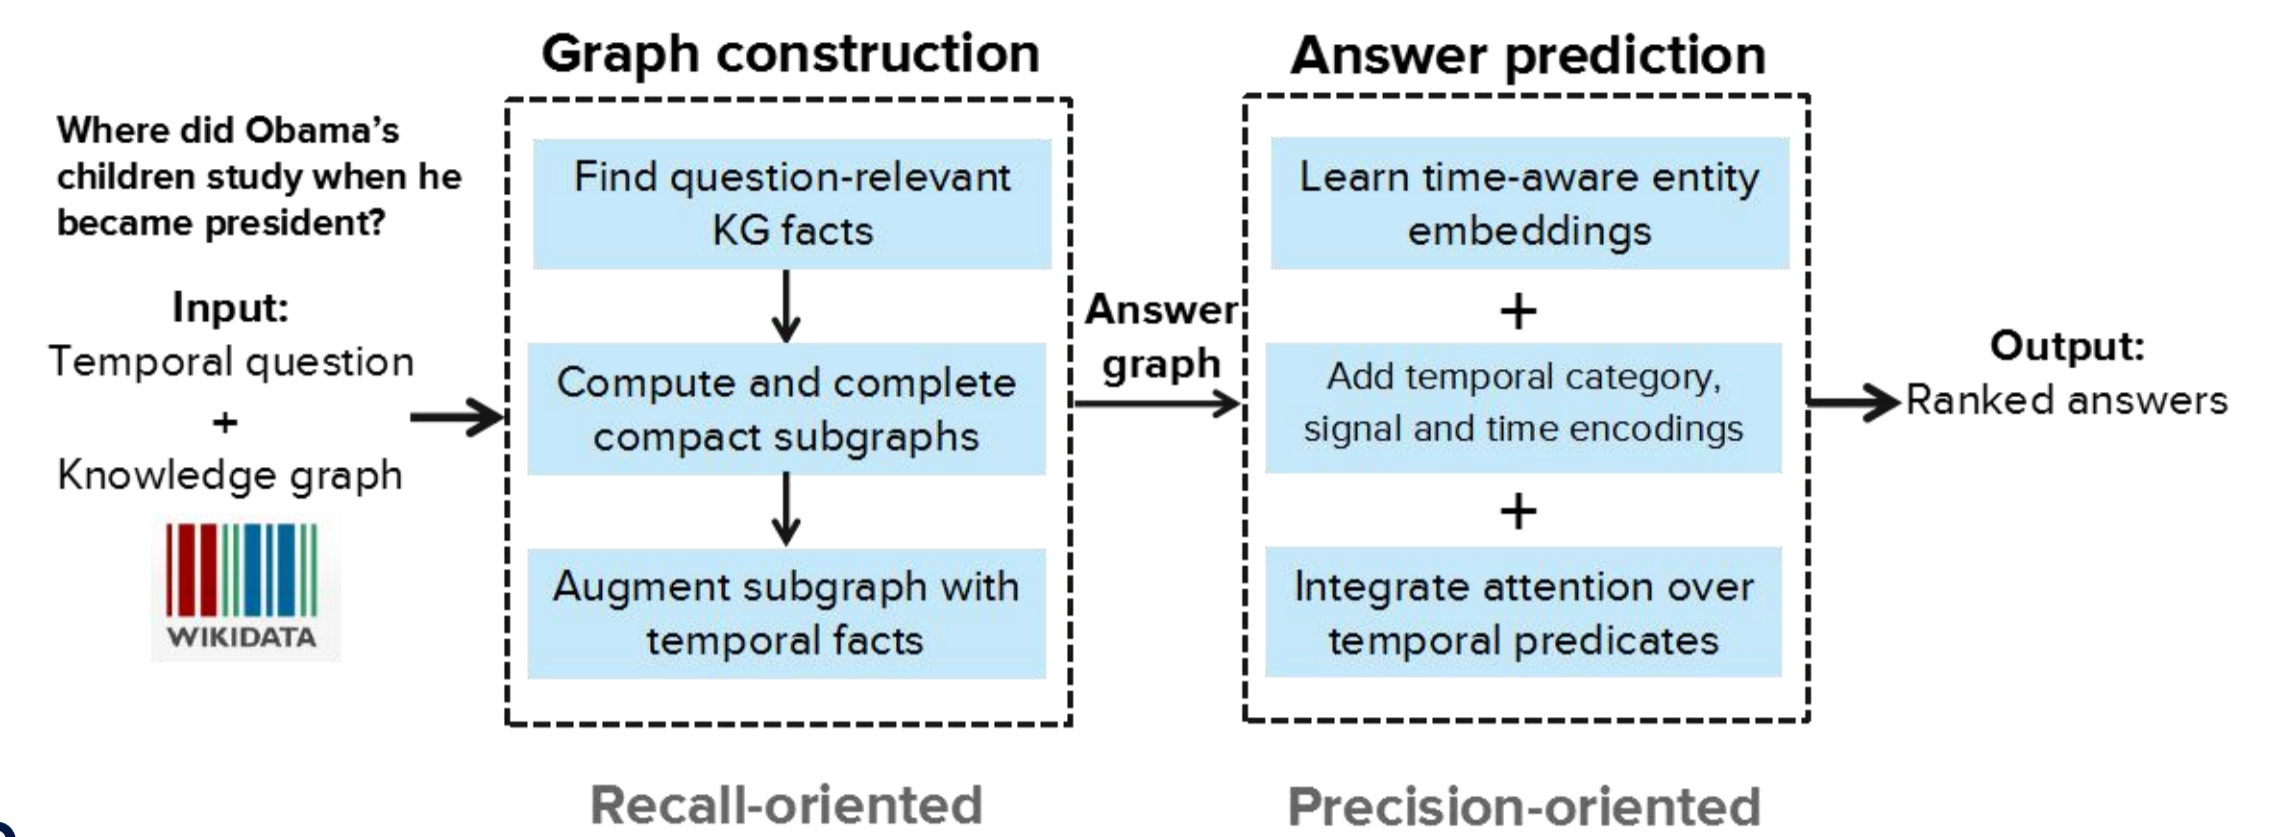 Graph construction
Answer prediction
Where did Obama's
children study when he
became president?
Input:
Temporal question
+
Knowledge graph
WIKIDATA
Find question-relevant
KG facts
Compute and complete
compact subgraphs
Augment subgraph with
temporal facts
Recall-oriented
Answer
graph
Learn time-aware entity
embeddings
+
Add temporal category,
signal and time encodings
+
Integrate attention over
temporal predicates
Precision-oriented
Output:
Ranked answers